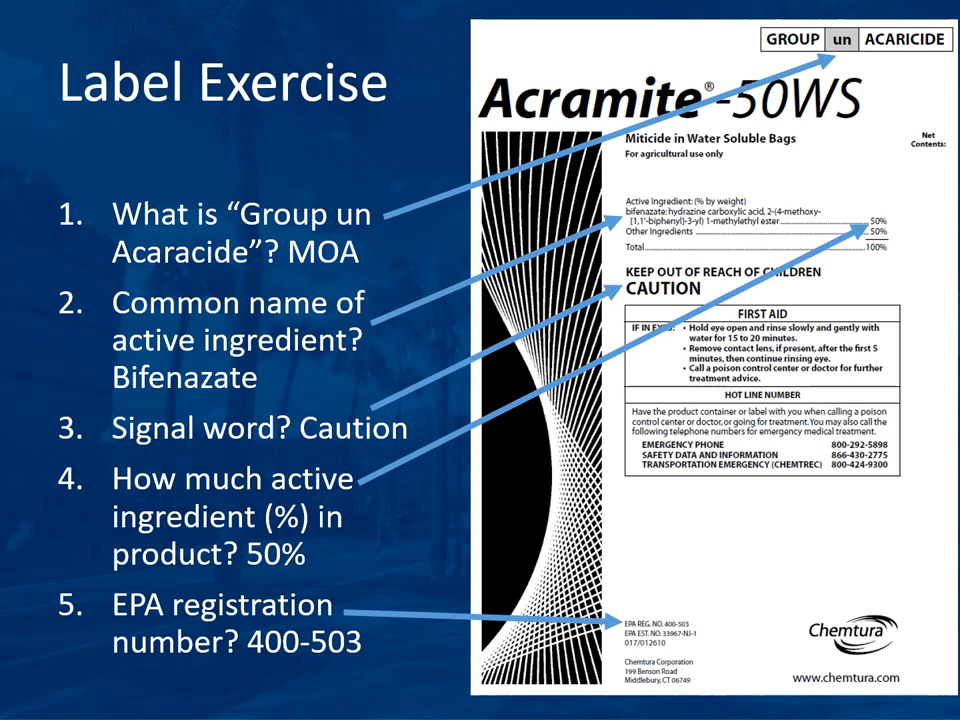 Label Exercise
1. What is “Group un
Acaracide”? MOA
2. Common name of
active ingredient?
Bifenazate
3. Signal word? Caution
4. How much active
ingredient (%) in
product? 50%
5. EPA registration
number? 400-503
GROUP un ACARICIDE
Acramite®-50WS
Miticide in Water Soluble Bags
For agricultural use only
Net
Contents:
Active Ingredient: (% by weight)
bifenazate: hydrazine carboxylic acid, 2-(4-methoxy-
[1,1'-biphenyl]-3-yl) 1-methylethyl ester 50%
Other Ingredients 50%
Total 100%
KEEP OUT OF REACH OF CHILDREN
CAUTION
FIRST AID
IF IN EYES: • Hold eye open and rinse slowly and gently with
water for 15 to 20 minutes.
• Remove contact lens, if present, after the first 5
minutes, then continue rinsing eye.
• Call a poison control center or doctor for further
treatment advice.
HOT LINE NUMBER
Have the product container or label with you when calling a poison
control center or doctor, or going for treatment. You may also call the
following telephone numbers for emergency medical treatment.
EMERGENCY PHONE 800-292-5898
SAFETY DATA AND INFORMATION 866-430-2775
TRANSPORTATION EMERGENCY (CHEMTREC) 800-424-9300
EPA REG. NO. 400-503
EPA EST. NO. 33967-NJ-1
017/012610
Chemtura Corporation
199 Benson Road
Middlebury, CT 06749
Chemtura
www.chemtura.com